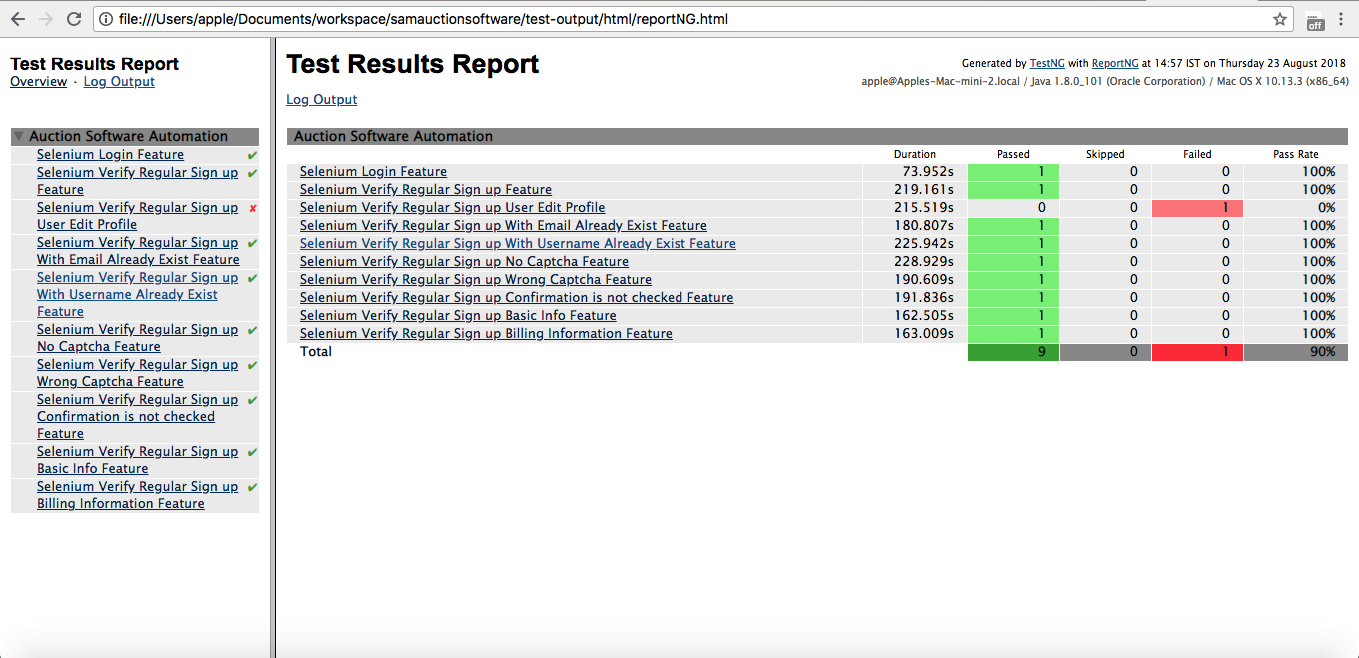 file:///Users/apple/Documents/workspace/samauctionsoftware/test-output/html/reportNG.html
off
Test Results Report
Overview · Log Output
Auction Software Automation
Selenium Login Feature
Selenium Verify Regular Sign up
Feature
Selenium Verify Regular Sign up
User Edit Profile
Selenium Verify Regular Sign up
With Email Already Exist Feature
Selenium Verify Regular Sign up
With Username Already Exist
Feature
Selenium Verify Regular Sign up
No Captcha Feature
Selenium Verify Regular Sign up
Wrong Captcha Feature
Selenium Verify Regular Sign up
Confirmation is not checked
Feature
Selenium Verify Regular Sign up
Basic Info Feature
Selenium Verify Regular Sign up
Billing Information Feature
Test Results Report
Generated by TestNG with ReportNG at 14:57 IST on Thursday 23 August 2018
apple@Apples-Mac-mini-2.local / Java 1.8.0_101 (Oracle Corporation) / Mac OS X 10.13.3 (x86_64)
Log Output
Auction Software Automation
Duration Passed Skipped Failed Pass Rate
Selenium Login Feature 73.952s 1 0 0 100%
Selenium Verify Regular Sign up Feature 219.161s 1 0 0 100%
Selenium Verify Regular Sign up User Edit Profile 215.519s 0 0 1 0%
Selenium Verify Regular Sign up With Email Already Exist Feature 180.807s 1 0 0 100%
Selenium Verify Regular Sign up With Username Already Exist Feature 225.942s 1 0 0 100%
Selenium Verify Regular Sign up No Captcha Feature 228.929s 1 0 0 100%
Selenium Verify Regular Sign up Wrong Captcha Feature 190.609s 1 0 0 100%
Selenium Verify Regular Sign up Confirmation is not checked Feature 191.836s 1 0 0 100%
Selenium Verify Regular Sign up Basic Info Feature 162.505s 1 0 0 100%
Selenium Verify Regular Sign up Billing Information Feature 163.009s 1 0 0 100%
Total 9 0 1 90%